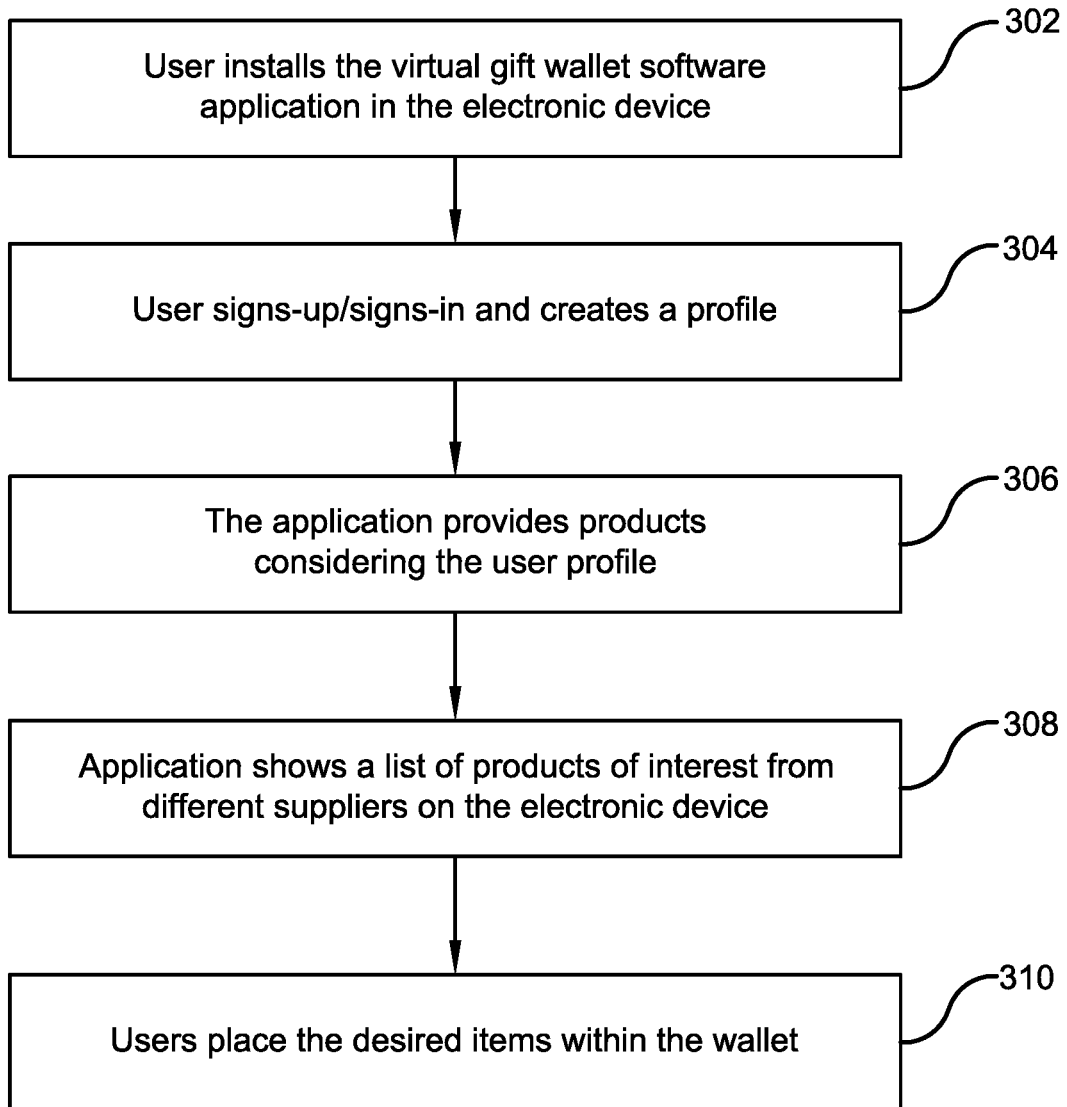 302
User installs the virtual gift wallet software
application in the electronic device
304
User signs-up/signs-in and creates a profile
306
The application provides products
considering the user profile
308
Application shows a list of products of interest from
different suppliers on the electronic device
310
Users place the desired items within the wallet